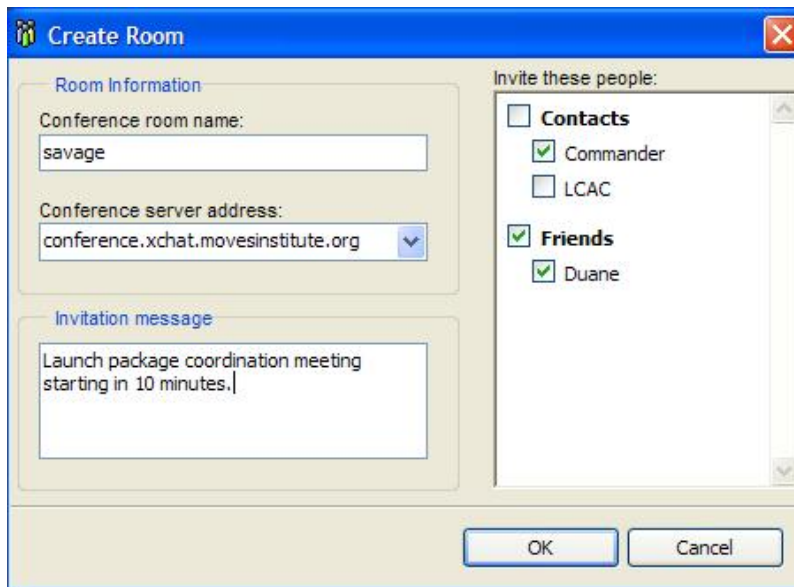 Create Room
Room Information
Conference room name:
savage
Conference server address:
conference.xchat.movesinstitute.org
Invitation message
Launch package coordination meeting
starting in 10 minutes.
Invite these people:
Contacts
Commander
LCAC
Friends
Duane
OK
Cancel